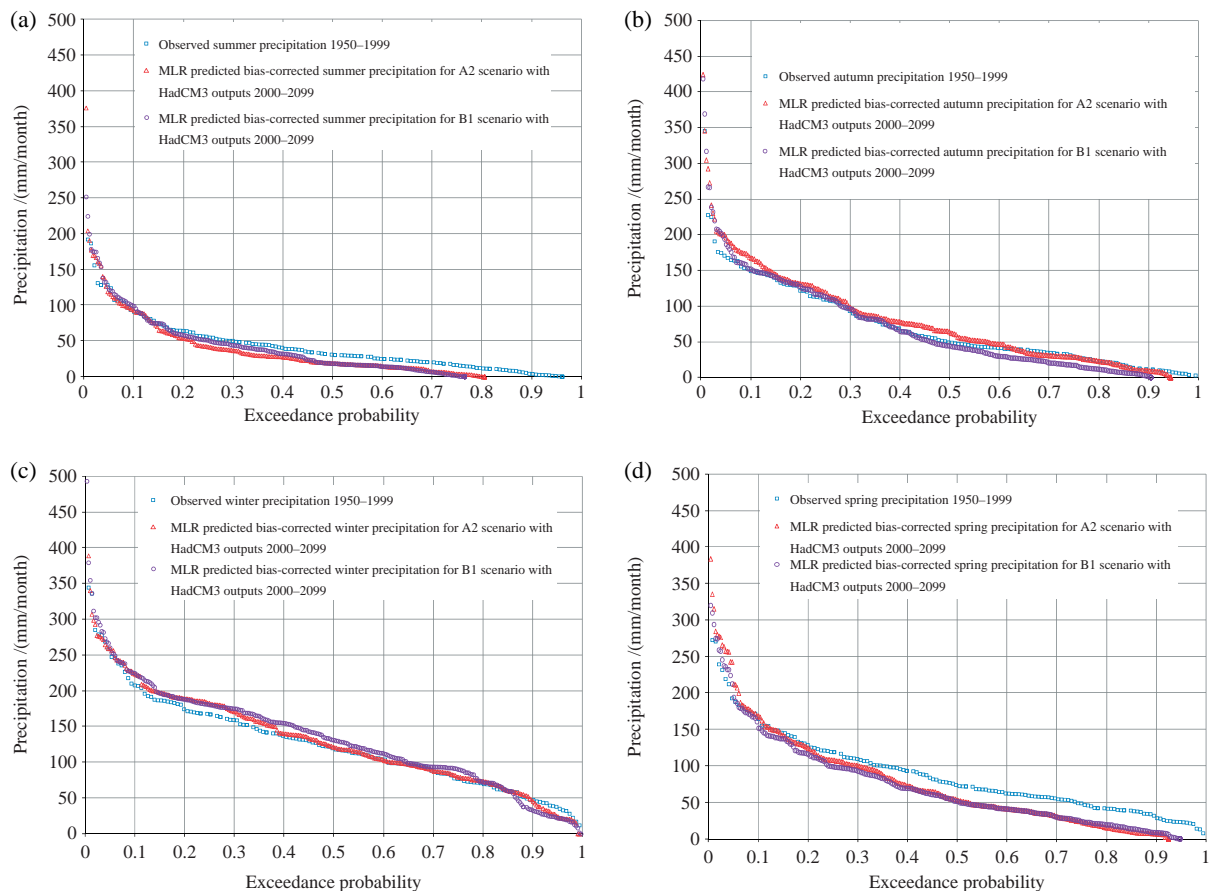 (a)
500
450
400
350
300
250
200
150
100
50
0
Precipitation /(mm/month)
Observed summer precipitation 1950–1999
MLR predicted bias-corrected summer precipitation for A2 scenario with
HadCM3 outputs 2000–2099
MLR predicted bias-corrected summer precipitation for B1 scenario with
HadCM3 outputs 2000–2099
0 0.1 0.2 0.3 0.4 0.5 0.6 0.7 0.8 0.9 1
Exceedance probability
(b)
500
450
400
350
300
250
200
150
100
50
0
Precipitation /(mm/month)
Observed autumn precipitation 1950–1999
MLR predicted bias-corrected autumn precipitation for A2 scenario with
HadCM3 outputs 2000–2099
MLR predicted bias-corrected autumn precipitation for B1 scenario with
HadCM3 outputs 2000–2099
0 0.1 0.2 0.3 0.4 0.5 0.6 0.7 0.8 0.9 1
Exceedance probability
(c)
500
450
400
350
300
250
200
150
100
50
0
Precipitation /(mm/month)
Observed winter precipitation 1950–1999
MLR predicted bias-corrected winter precipitation for A2 scenario with
HadCM3 outputs 2000–2099
MLR predicted bias-corrected winter precipitation for B1 scenario with
HadCM3 outputs 2000–2099
0 0.1 0.2 0.3 0.4 0.5 0.6 0.7 0.8 0.9 1
Exceedance probability
(d)
500
450
400
350
300
250
200
150
100
50
0
Precipitation /(mm/month)
Observed spring precipitation 1950–1999
MLR predicted bias-corrected spring precipitation for A2 scenario with
HadCM3 outputs 2000–2099
MLR predicted bias-corrected spring precipitation for B1 scenario with
HadCM3 outputs 2000–2099
0 0.1 0.2 0.3 0.4 0.5 0.6 0.7 0.8 0.9 1
Exceedance probability